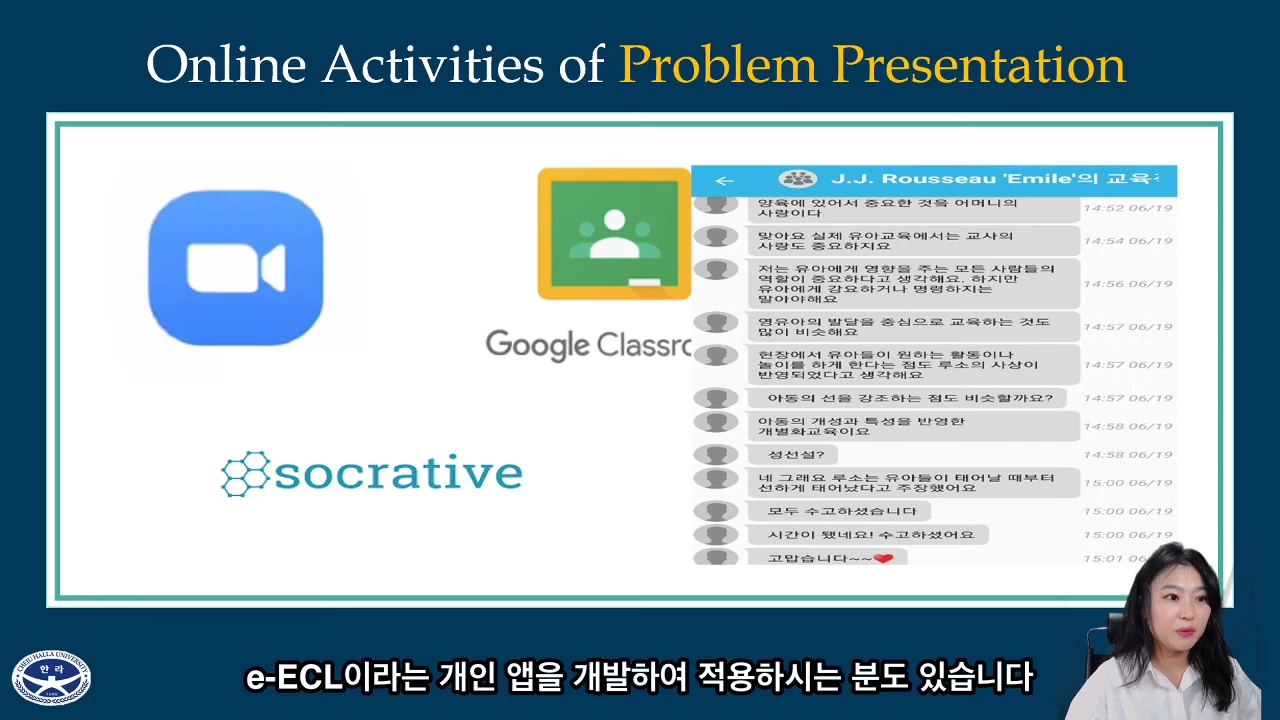 Online Activities of Problem Presentation
Google Classro
socrative
J.J. Rousseau 'Emile'의 교육
양육에 있어서 중요한 것은 어머니의
사랑이다
14:52 06/19
맞아요 실제 유아교육에서는 교사의
사랑도 중요하지요
14:54 06/19
저는 유아에게 영향을 주는 모든 사람들의
역할이 중요하다고 생각해요. 하지만
유아에게 강요하거나 명령하지는
말아야해요
14:56 06/19
영유아의 발달을 중심으로 교육하는 것도
많이 비슷해요
14:57 06/19
현장에서 유아들이 원하는 활동이나
놀이를 하게 한다는 점도 루소의 사상이
반영되었다고 생각해요
14:57 06/19
아동의 선을 강조하는 점도 비슷할까요?
14:57 06/19
아동의 개성과 특성을 반영한
개별화교육이요
14:58 06/19
성선설?
14:58 06/19
네 그래요 루소는 유아들이 태어날 때부터
선하게 태어났다고 주장했어요
15:00 06/19
모두 수고하셨습니다
15:00 06/19
시간이 됐네요! 수고하셨어요
15:00 06/19
고맙습니다~~❤
15:01 06
CHEJU HALLA UNIVERSITY
한라
e-ECL이라는 개인 앱을 개발하여 적용하시는 분도 있습니다